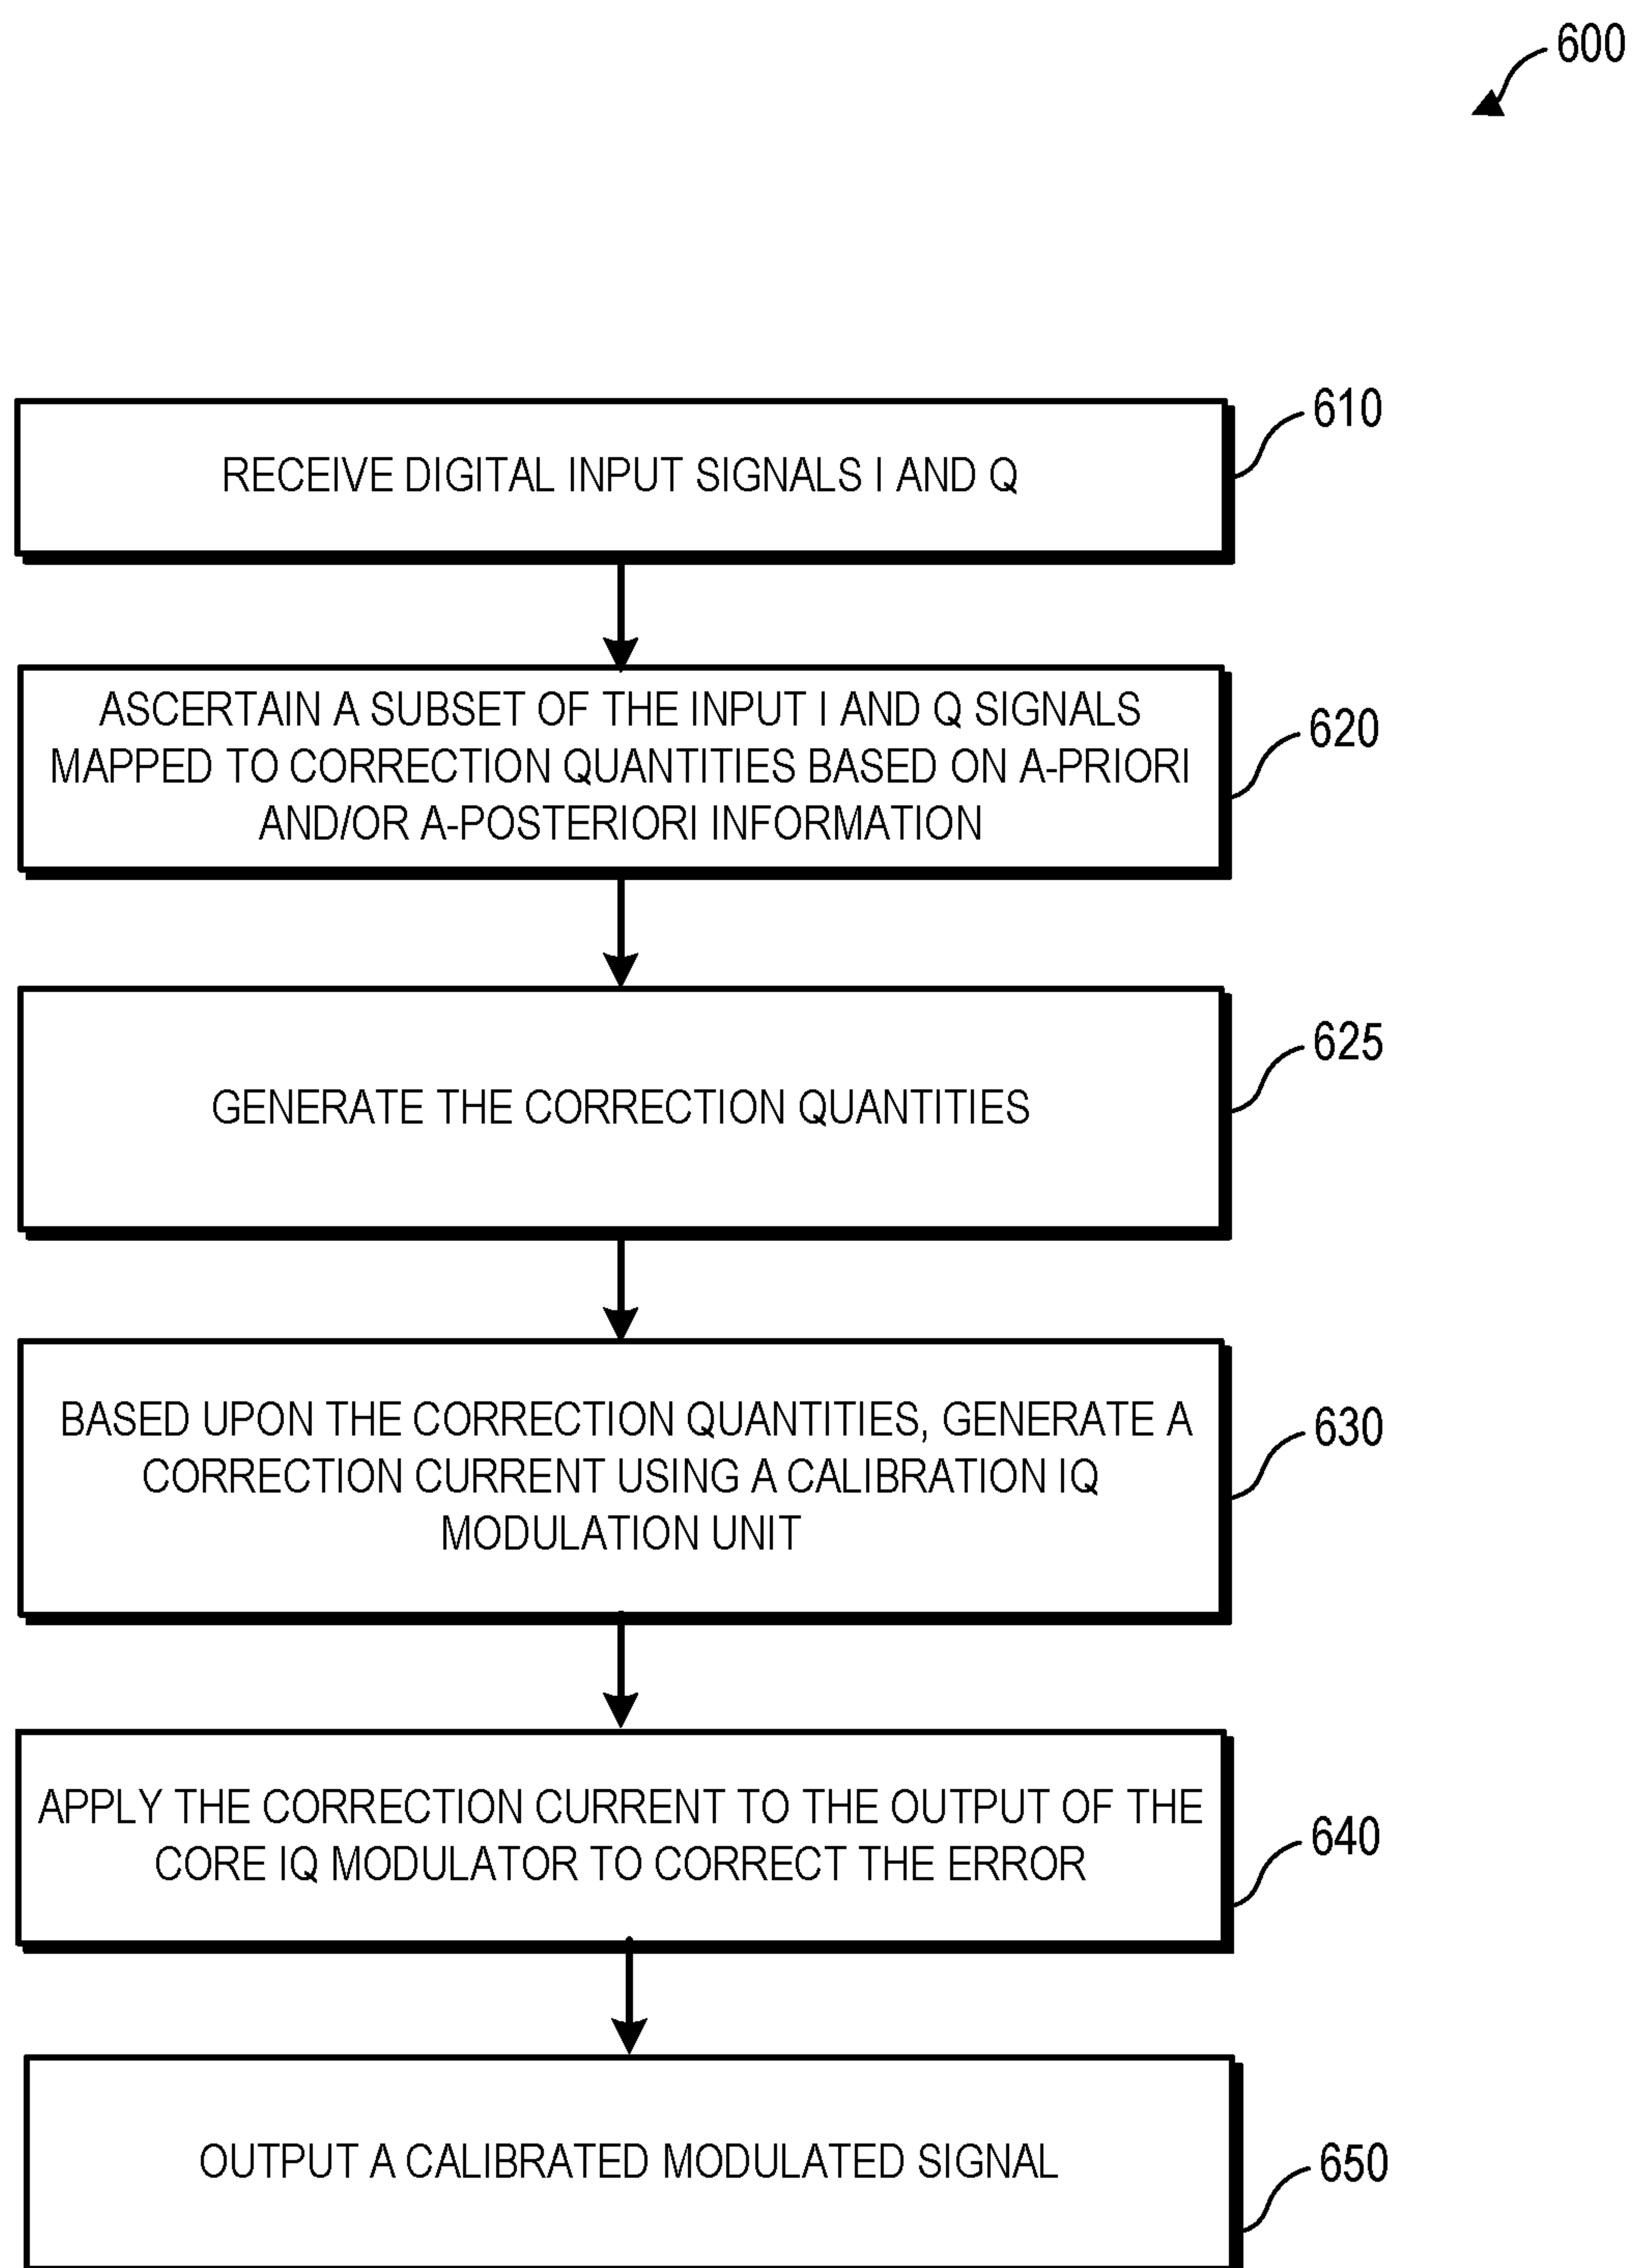 600
RECEIVE DIGITAL INPUT SIGNALS I AND Q
610
ASCERTAIN A SUBSET OF THE INPUT I AND Q SIGNALS
MAPPED TO CORRECTION QUANTITIES BASED ON A-PRIORI
AND/OR A-POSTERIORI INFORMATION
620
GENERATE THE CORRECTION QUANTITIES
625
BASED UPON THE CORRECTION QUANTITIES, GENERATE A
CORRECTION CURRENT USING A CALIBRATION IQ
MODULATION UNIT
630
APPLY THE CORRECTION CURRENT TO THE OUTPUT OF THE
CORE IQ MODULATOR TO CORRECT THE ERROR
640
OUTPUT A CALIBRATED MODULATED SIGNAL
650